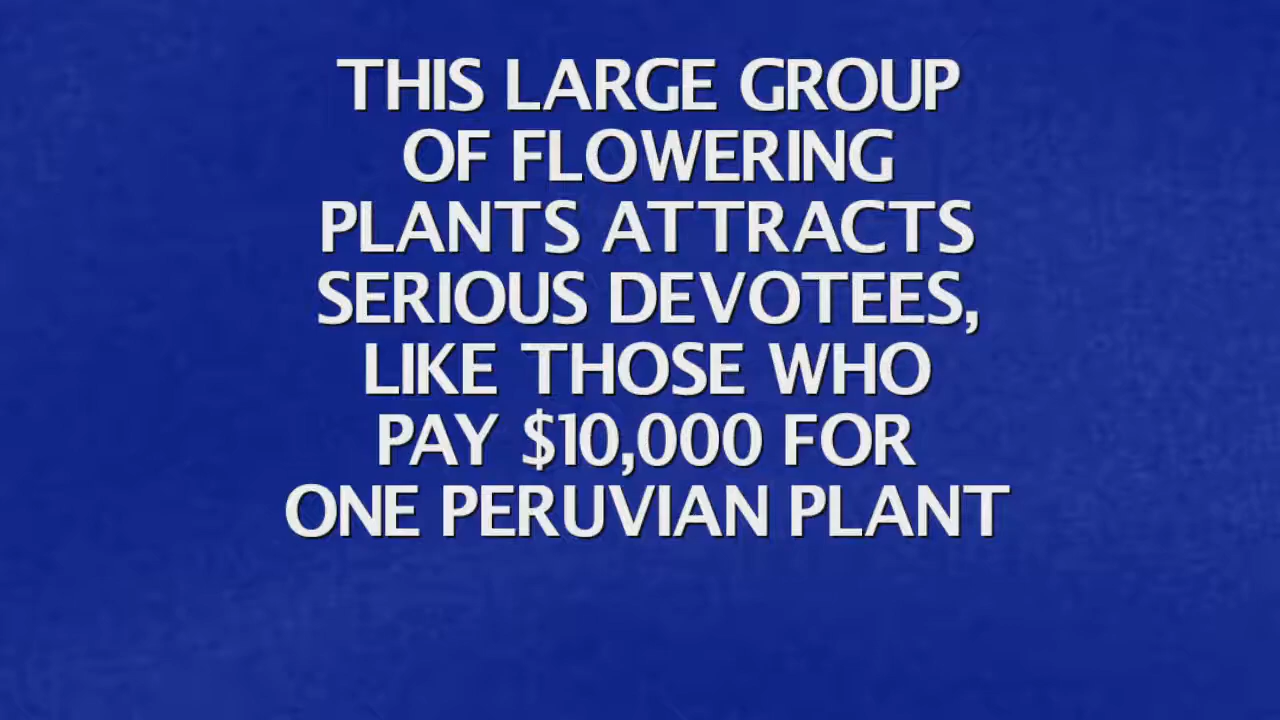 THIS LARGE GROUP
OF FLOWERING
PLANTS ATTRACTS
SERIOUS DEVOTEES,
LIKE THOSE WHO
PAY $10,000 FOR
ONE PERUVIAN PLANT